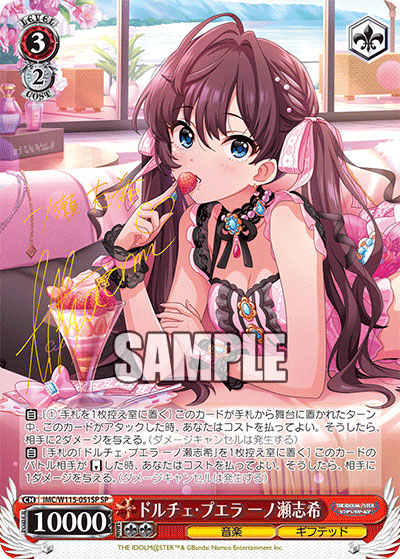 LEVEL
3
2
COST
一ノ瀬志希
SAMPLE
自 [① 手札を1枚控え室に置く] このカードが手札から舞台に置かれたターン
中、このカードがアタックした時、あなたはコストを払ってよい。そうしたら、
相手に2ダメージを与える。(ダメージキャンセルは発生する)
自 [手札の「ドルチェ・プエラ 一ノ瀬志希」を1枚控え室に置く] このカードの
バトル相手が した時、あなたはコストを払ってよい。そうしたら、相手に
1ダメージを与える。(ダメージキャンセルは発生する)
CH IMC/W115-051SP SP
THE IDOLM@STER™ & ©Bandai Namco Entertainment Inc.
10000
ドルチェ・プエラ 一ノ瀬志希
音楽
ギフテッド
THE IDOLM@STER